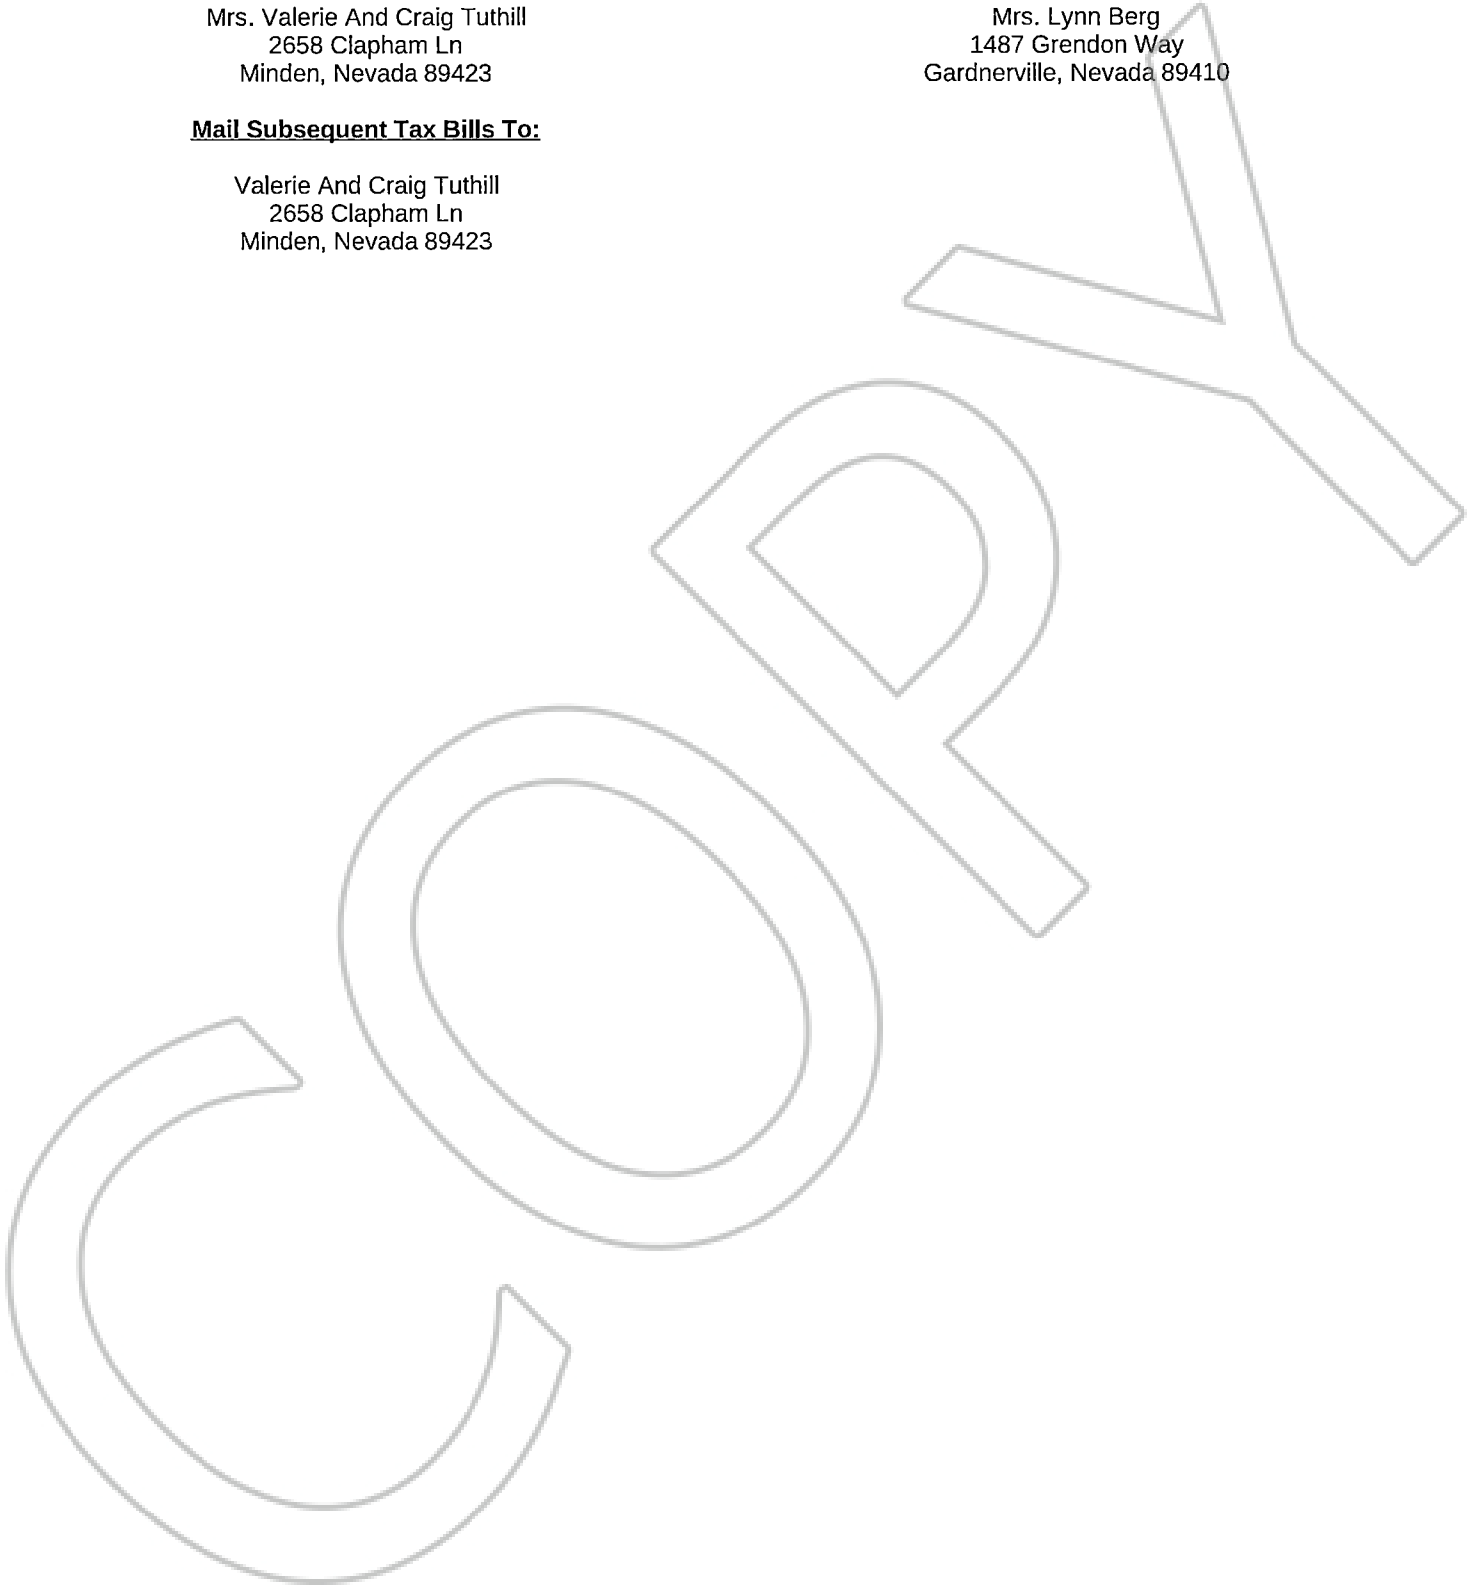 Mrs. Valerie And Craig Tuthill
2658 Clapham Ln
Minden, Nevada 89423
Mail Subsequent Tax Bills To:
Valerie And Craig Tuthill
2658 Clapham Ln
Minden, Nevada 89423
Mrs. Lynn Berg
1487 Grendon Way
Gardnerville, Nevada 89410
COPY